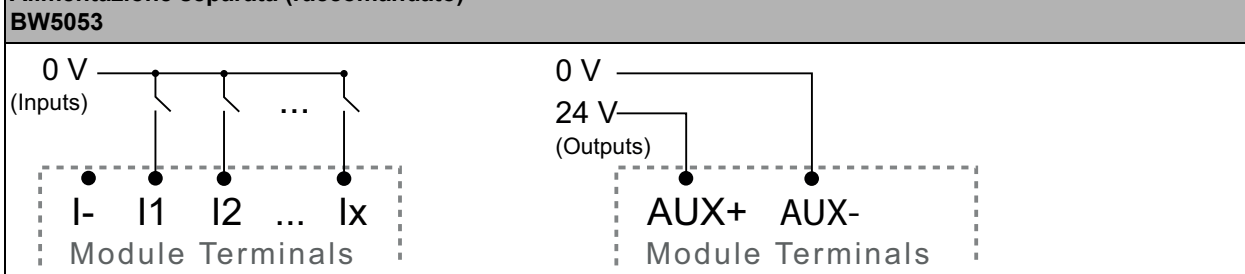 BW5053
0 V
(Inputs)
...
I- I1 I2 ... Ix
Module Terminals
0 V
24 V
(Outputs)
AUX+ AUX-
Module Terminals